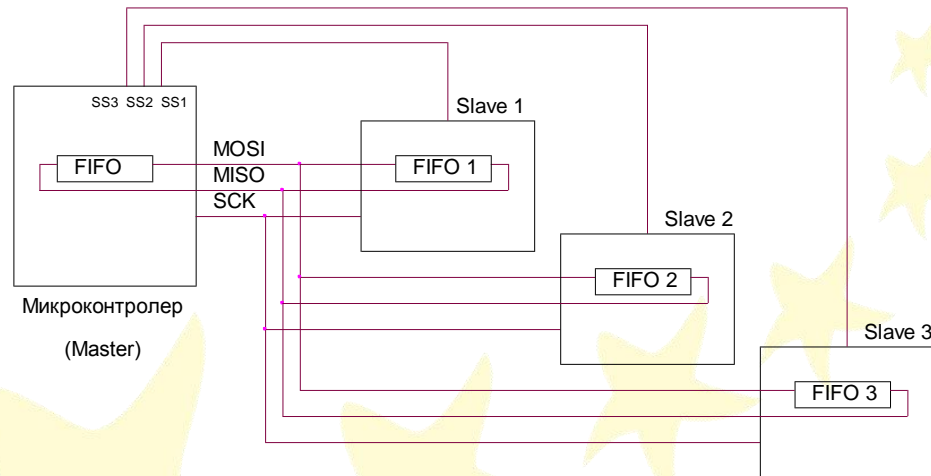 SS3 SS2 SS1
Slave 1
MOSI
FIFO
FIFO 1
MISO
SCK
Slave 2
FIFO 2
Микроконтролер
(Master)
Slave 3
FIFO 3